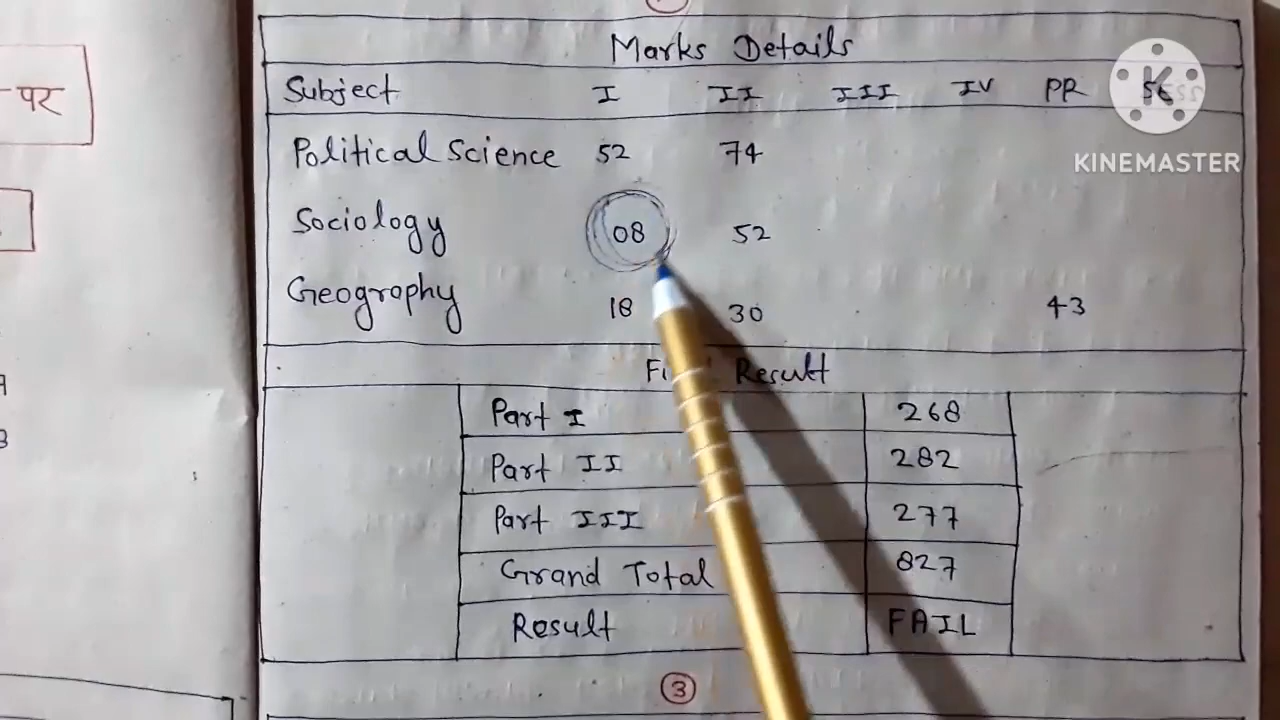 Marks Details
-पर
Subject I II III IV PR
KINEMASTER
Political Science 52 74
Sociology 08 52
Geography 18 30 43
Result
Part I 268
Part II 282
Part III 277
Grand Total 827
Result FAIL
3